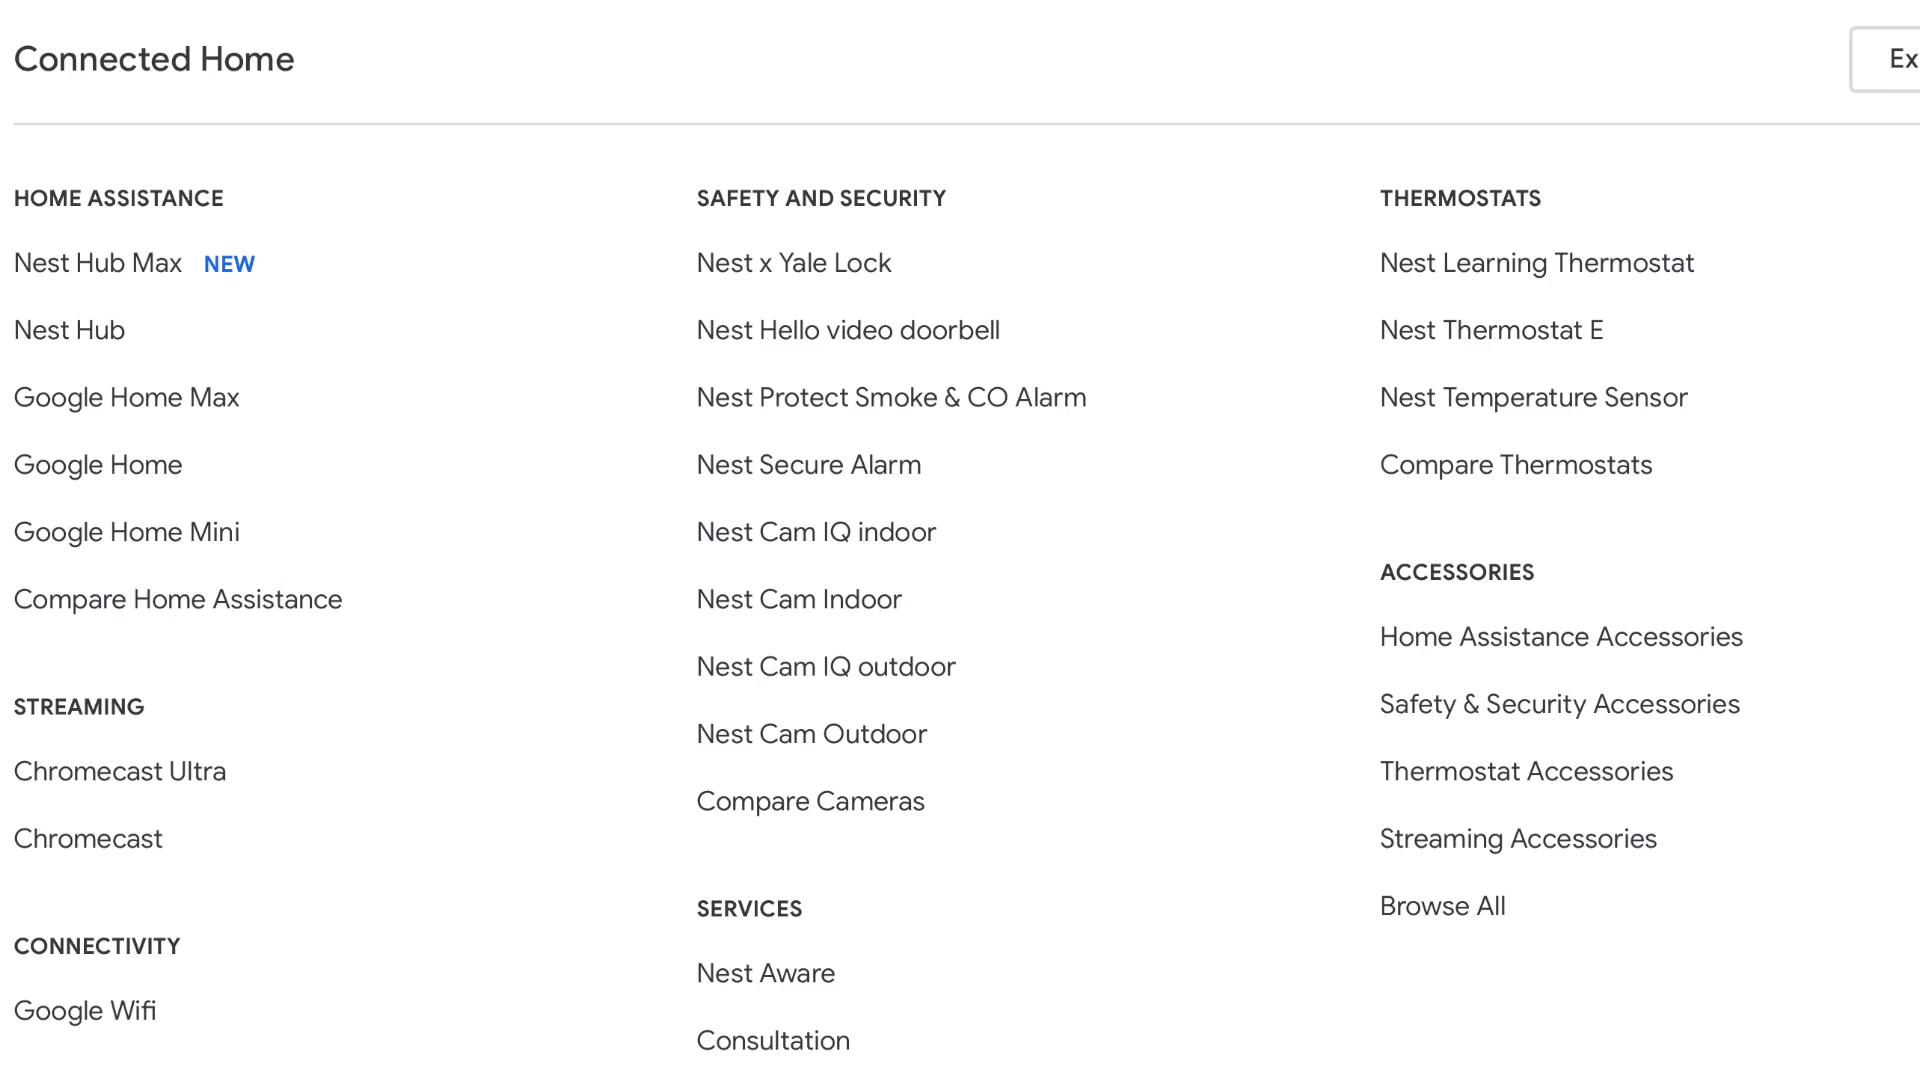 Connected Home
Ex
HOME ASSISTANCE
Nest Hub Max NEW
Nest Hub
Google Home Max
Google Home
Google Home Mini
Compare Home Assistance
STREAMING
Chromecast Ultra
Chromecast
CONNECTIVITY
Google Wifi
SAFETY AND SECURITY
Nest x Yale Lock
Nest Hello video doorbell
Nest Protect Smoke & CO Alarm
Nest Secure Alarm
Nest Cam IQ indoor
Nest Cam Indoor
Nest Cam IQ outdoor
Nest Cam Outdoor
Compare Cameras
SERVICES
Nest Aware
Consultation
THERMOSTATS
Nest Learning Thermostat
Nest Thermostat E
Nest Temperature Sensor
Compare Thermostats
ACCESSORIES
Home Assistance Accessories
Safety & Security Accessories
Thermostat Accessories
Streaming Accessories
Browse All